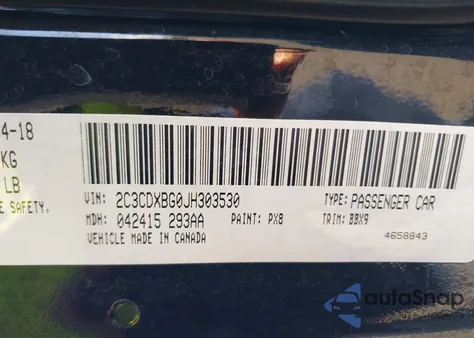 4-18
KG
LB
E SAFETY,
VIN: 2C3CDXBG0JH303530 TYPE: PASSENGER CAR
MDH: 042415 293AA PAINT: PX8 TRIM: BBX9
VEHICLE MADE IN CANADA 4658843
autoSnap